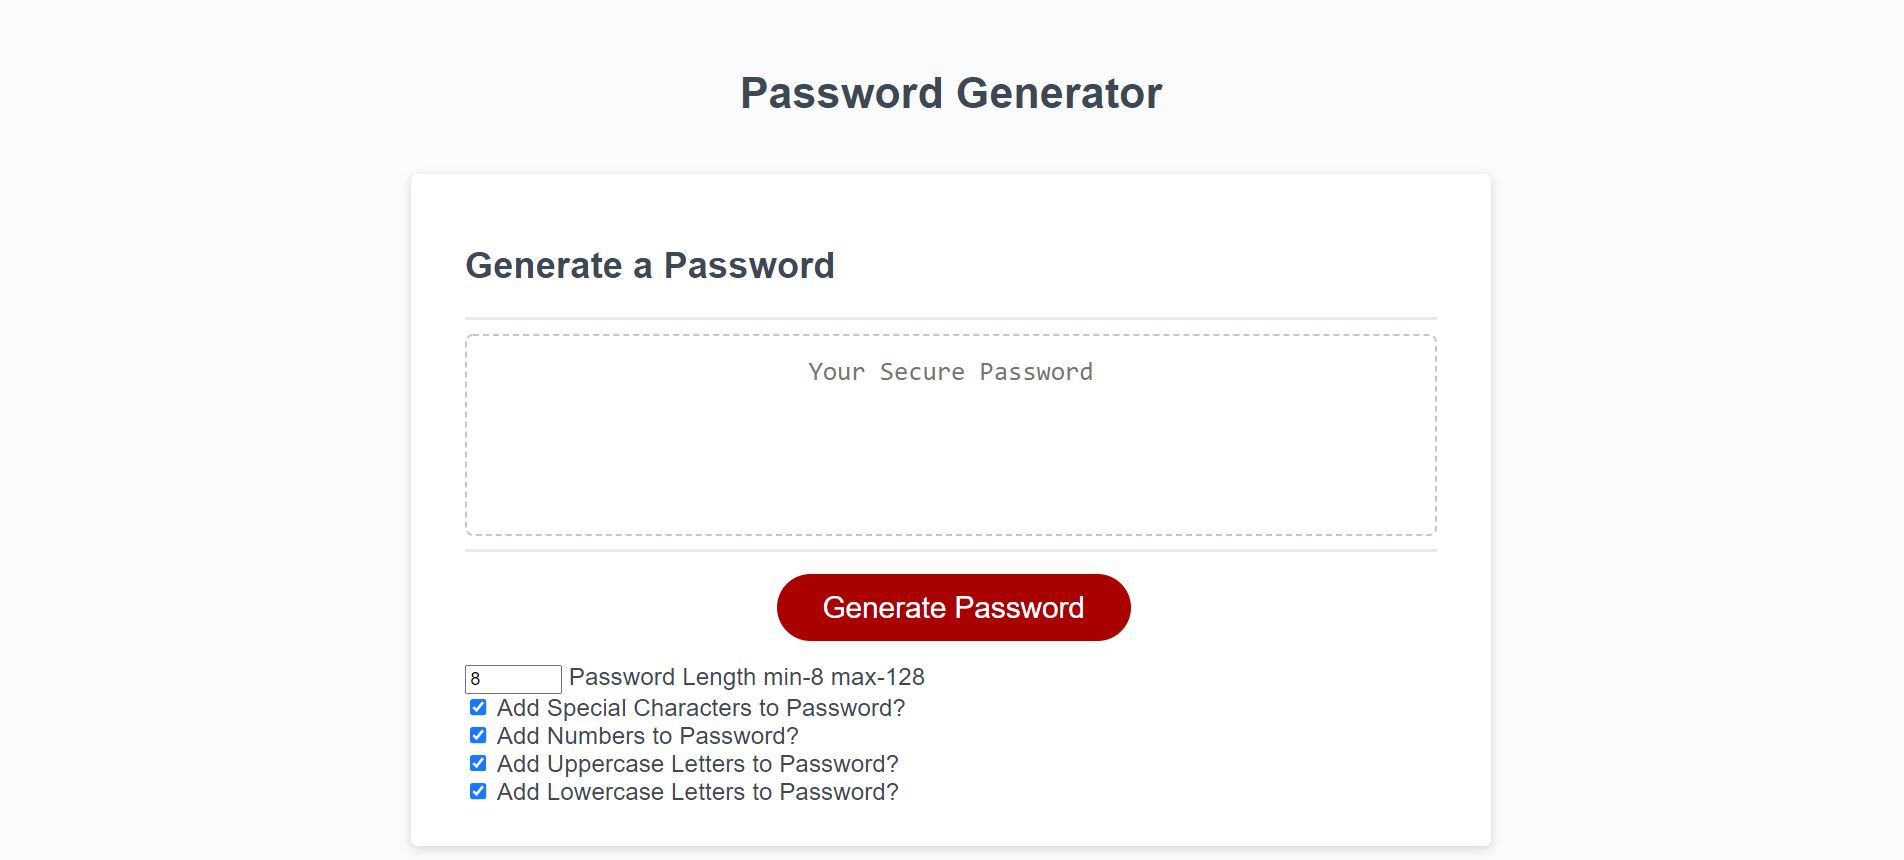 Password Generator
Generate a Password
Your Secure Password
Generate Password
8 Password Length min-8 max-128
Add Special Characters to Password?
Add Numbers to Password?
Add Uppercase Letters to Password?
Add Lowercase Letters to Password?